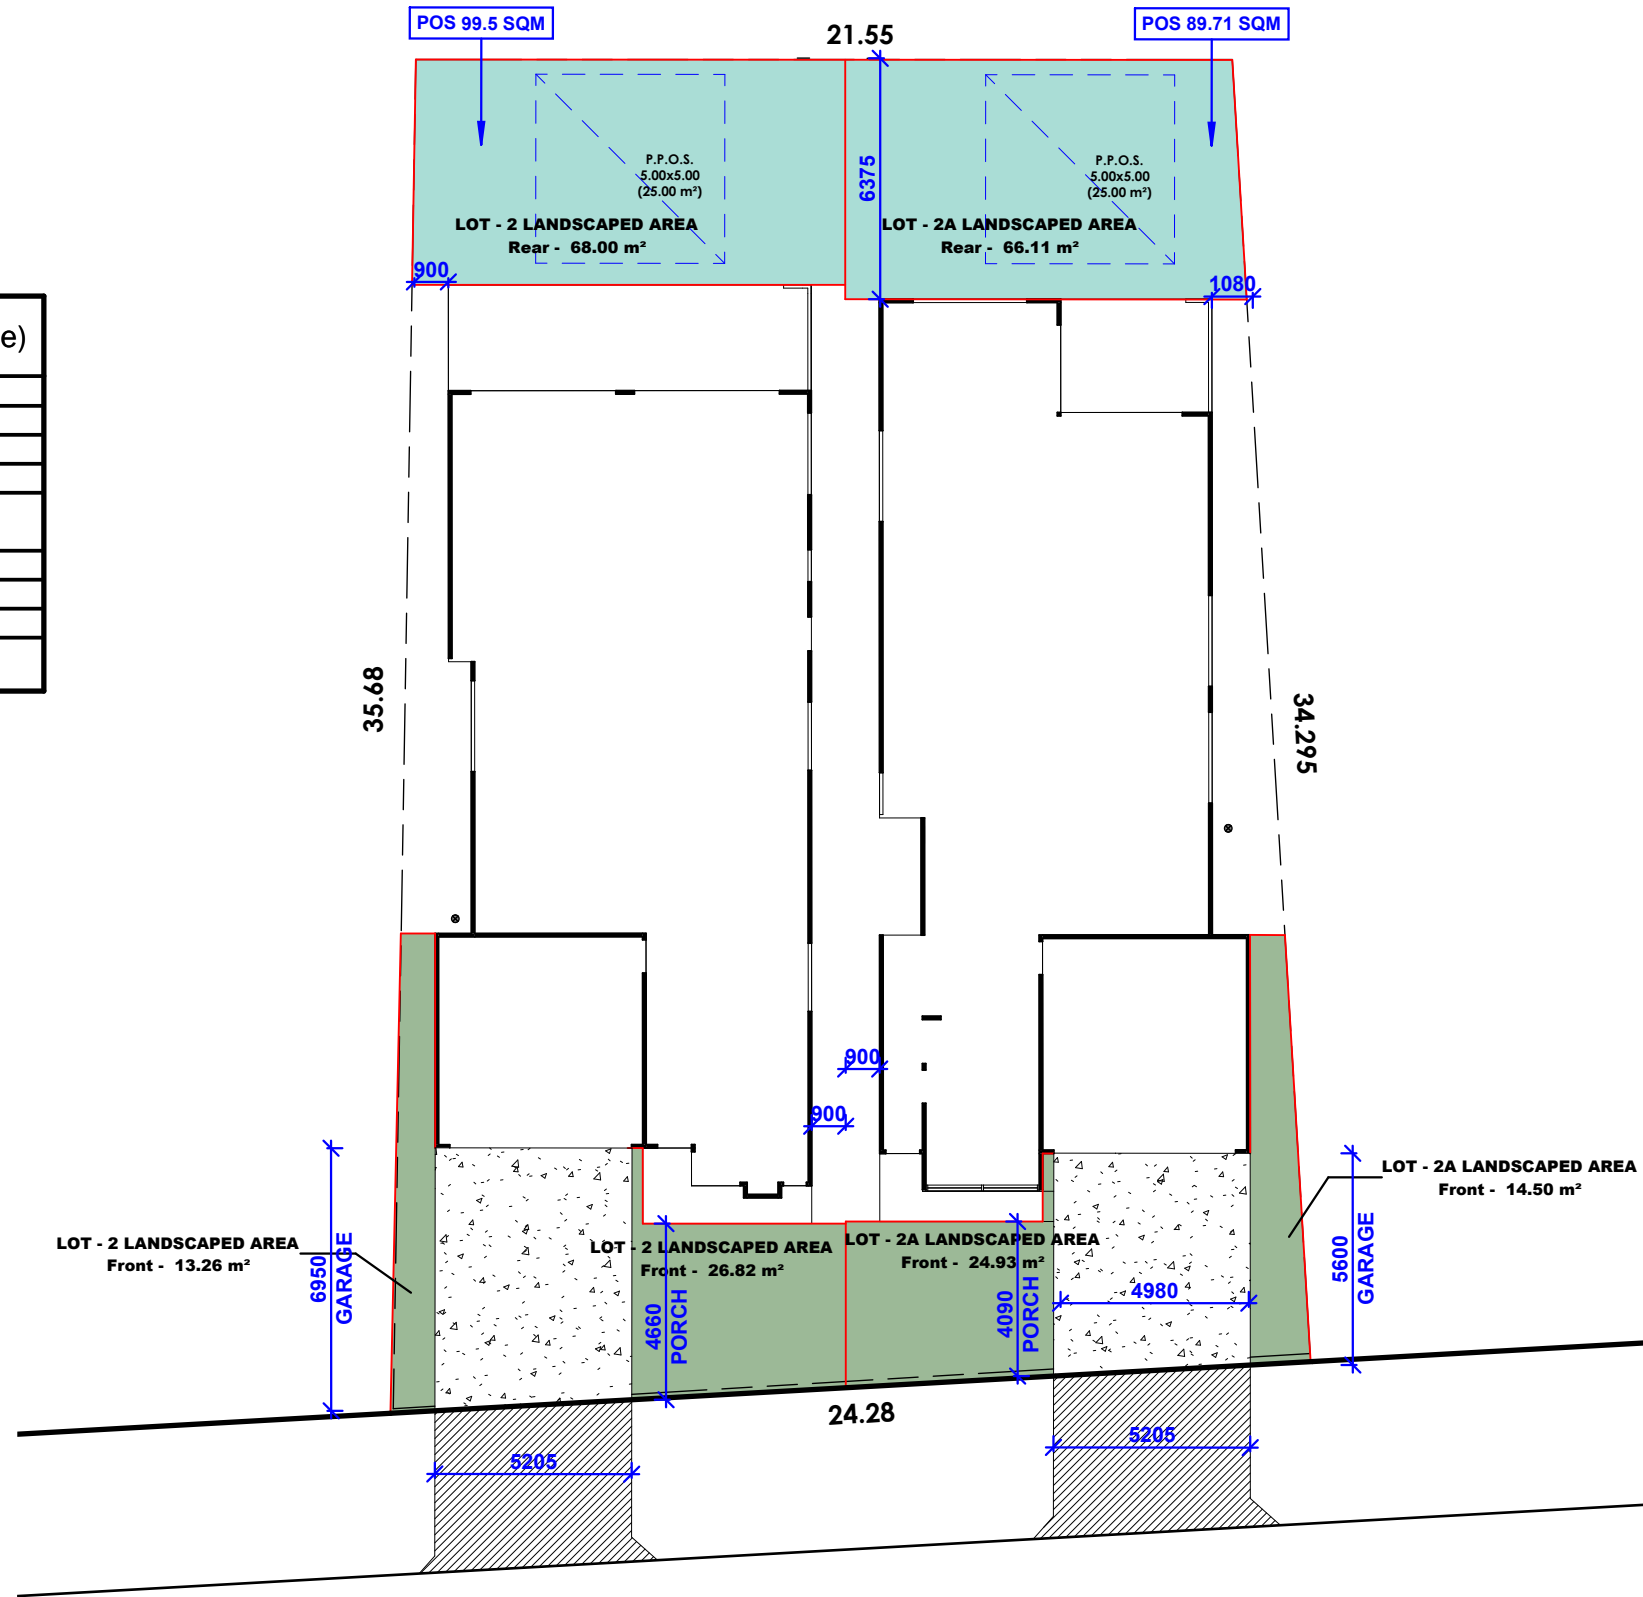 POS 99.5 SQM
21.55
POS 89.71 SQM
P.P.O.S.
5.00x5.00
(25.00 m²)
P.P.O.S.
5.00x5.00
(25.00 m²)
6375
LOT - 2 LANDSCAPED AREA
Rear - 68.00 m²
LOT - 2A LANDSCAPED AREA
Rear - 66.11 m²
900
1080
e)
35.68
34.295
900
900
LOT - 2A LANDSCAPED AREA
Front - 14.50 m²
LOT - 2 LANDSCAPED AREA
Front - 13.26 m²
6950
GARAGE
LOT - 2 LANDSCAPED AREA
Front - 26.82 m²
LOT - 2A LANDSCAPED AREA
Front - 24.93 m²
4660
PORCH
4090
PORCH
4980
5600
GARAGE
24.28
5205
5205